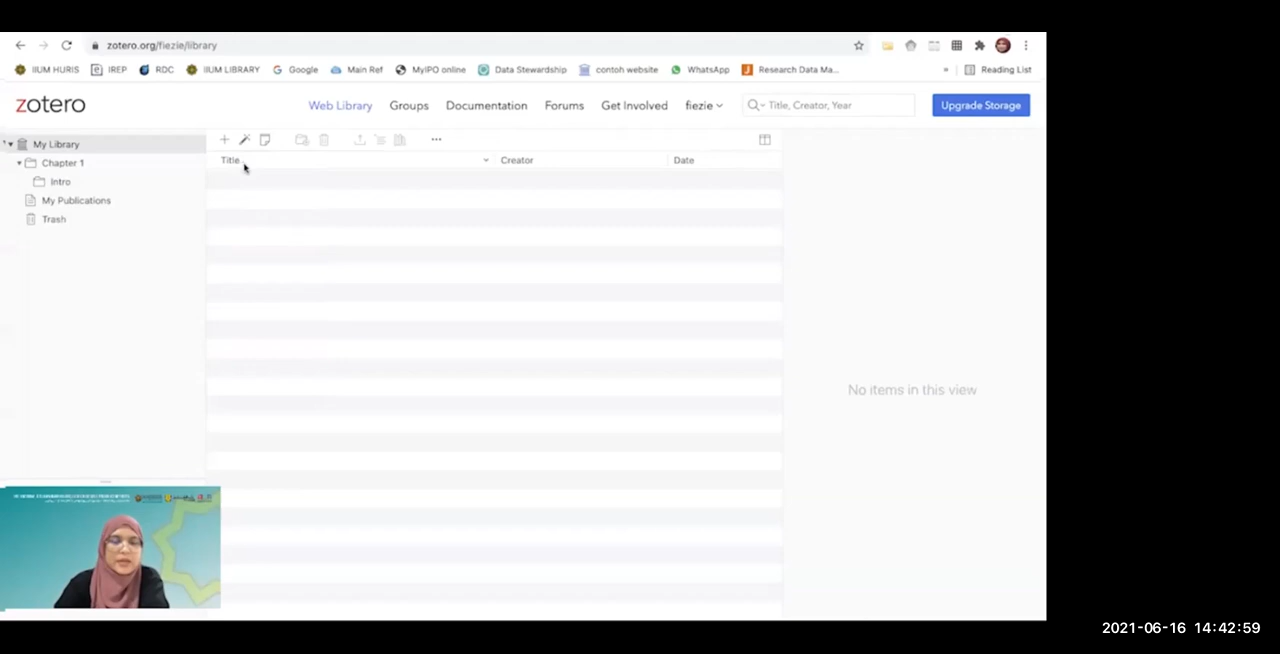 zotero.org/fiezie/library
IIUM HURIS IREP RDC IIUM LIBRARY Google Main Ref MyIPO online Data Stewardship contoh website WhatsApp Research Data Ma... » Reading List
zotero Web Library Groups Documentation Forums Get Involved fiezie Title, Creator, Year Upgrade Storage
My Library
Title Creator Date
Chapter 1
Intro
My Publications
Trash
No items in this view
2021-06-16 14:42:59